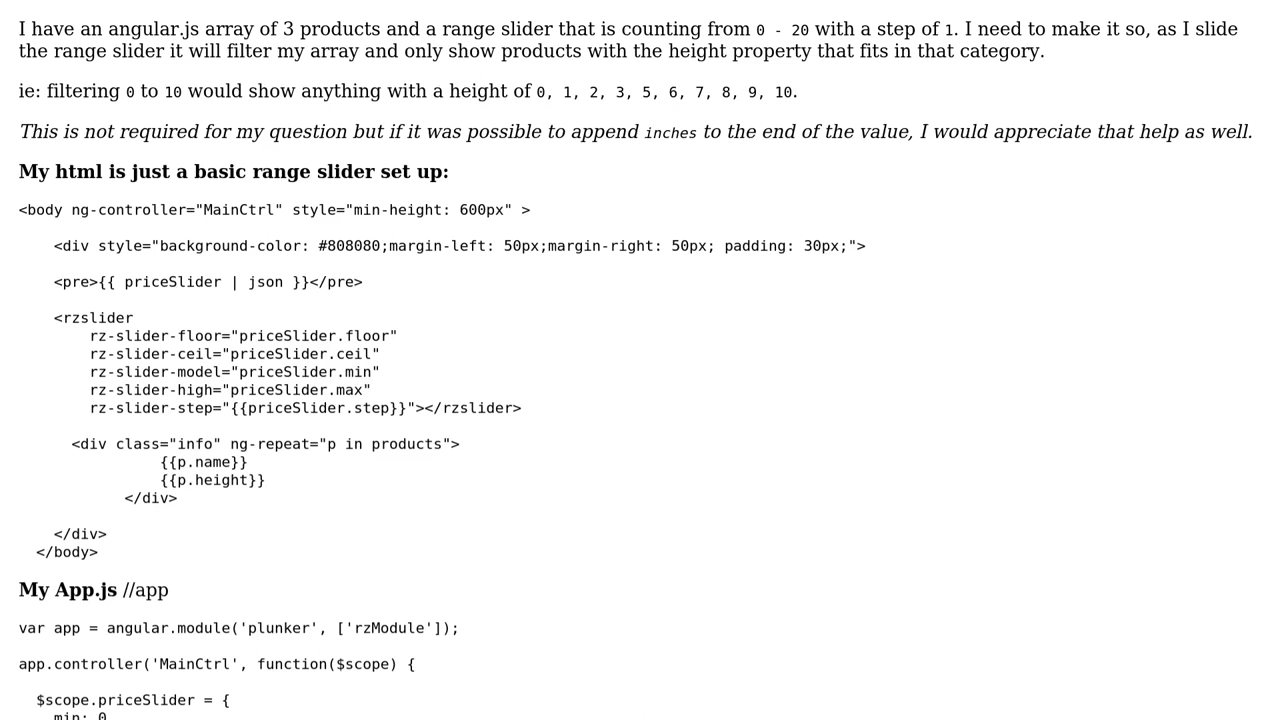 I have an angular.js array of 3 products and a range slider that is counting from 0 - 20 with a step of 1. I need to make it so, as I slide
the range slider it will filter my array and only show products with the height property that fits in that category.
ie: filtering 0 to 10 would show anything with a height of 0, 1, 2, 3, 5, 6, 7, 8, 9, 10.
This is not required for my question but if it was possible to append inches to the end of the value, I would appreciate that help as well.
My html is just a basic range slider set up:
<body ng-controller="MainCtrl" style="min-height: 600px" >
<div style="background-color: #808080;margin-left: 50px;margin-right: 50px; padding: 30px;">
<pre>{{ priceSlider | json }}</pre>
<rzslider
rz-slider-floor="priceSlider.floor"
rz-slider-ceil="priceSlider.ceil"
rz-slider-model="priceSlider.min"
rz-slider-high="priceSlider.max"
rz-slider-step="{{priceSlider.step}}"></rzslider>
<div class="info" ng-repeat="p in products">
{{p.name}}
{{p.height}}
</div>
</div>
</body>
My App.js //app
var app = angular.module('plunker', ['rzModule']);
app.controller('MainCtrl', function($scope) {
$scope.priceSlider = {
min: 0